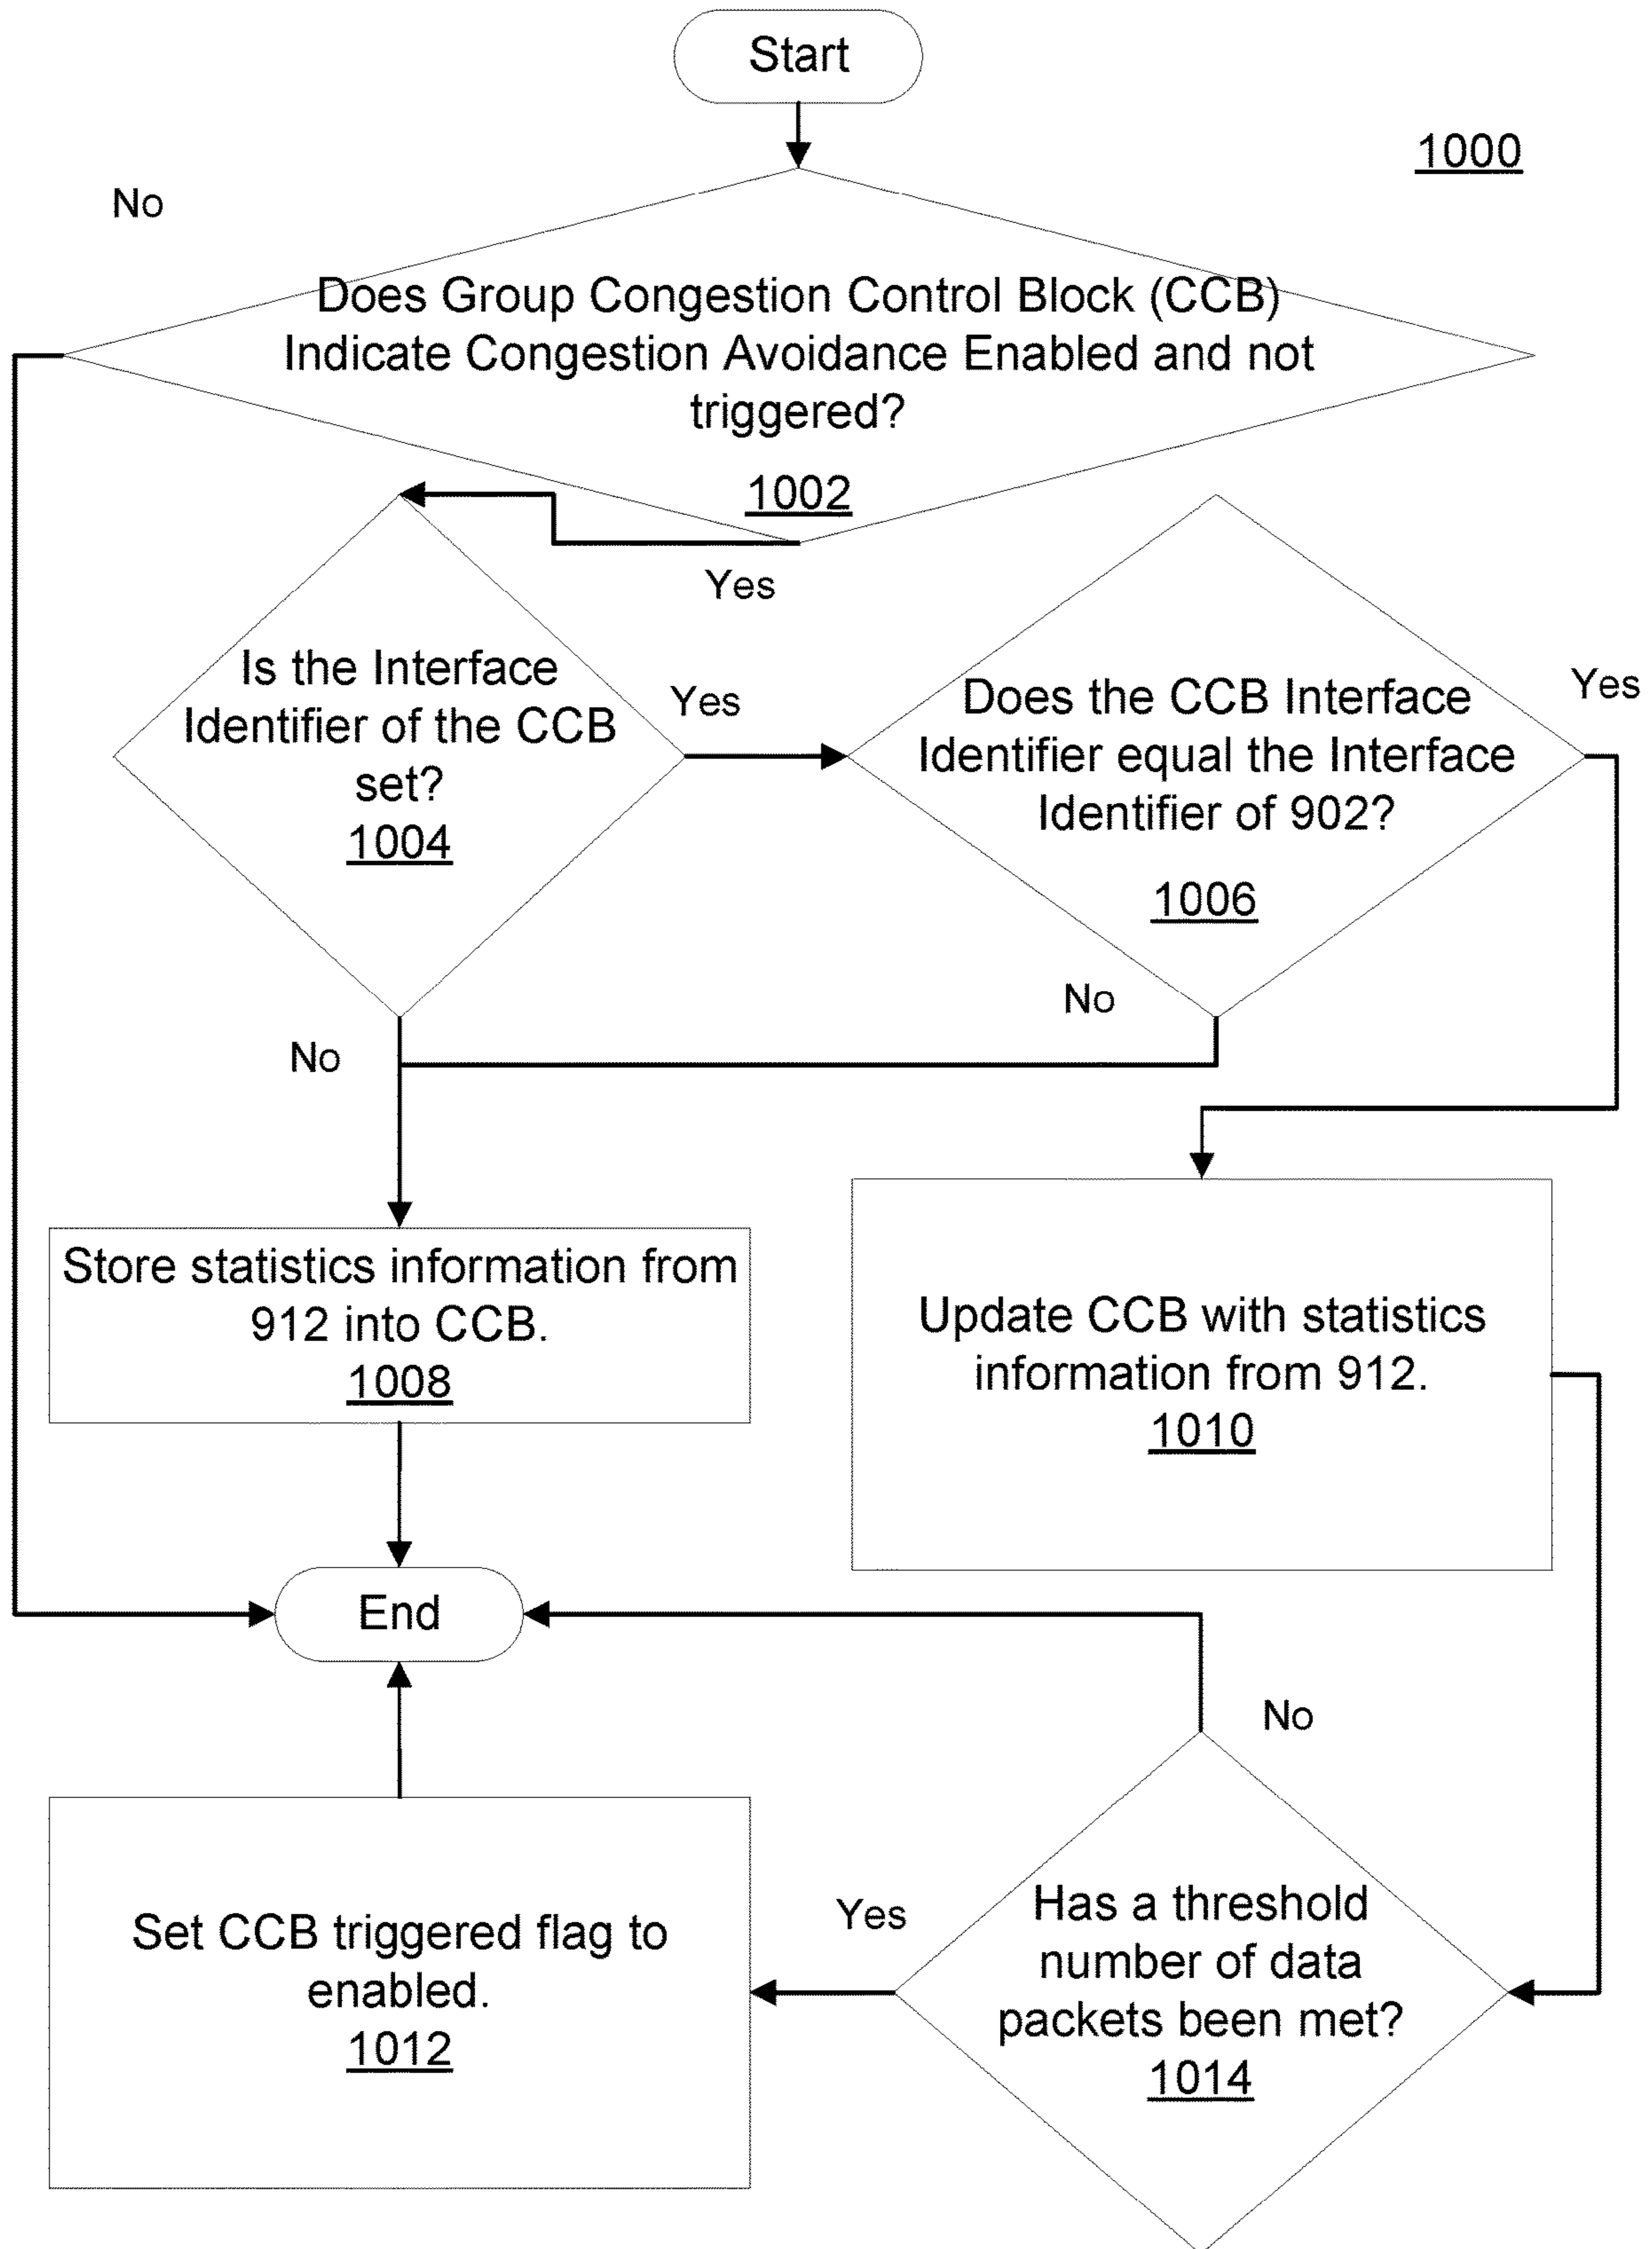 Start
1000
No
Does Group Congestion Control Block (CCB)
Indicate Congestion Avoidance Enabled and not
triggered?
1002
Yes
Is the Interface
Identifier of the CCB
set?
1004
Yes
Does the CCB Interface
Identifier equal the Interface
Identifier of 902?
1006
Yes
No
No
Store statistics information from
912 into CCB.
1008
Update CCB with statistics
information from 912.
1010
End
No
Set CCB triggered flag to
enabled.
1012
Yes
Has a threshold
number of data
packets been met?
1014